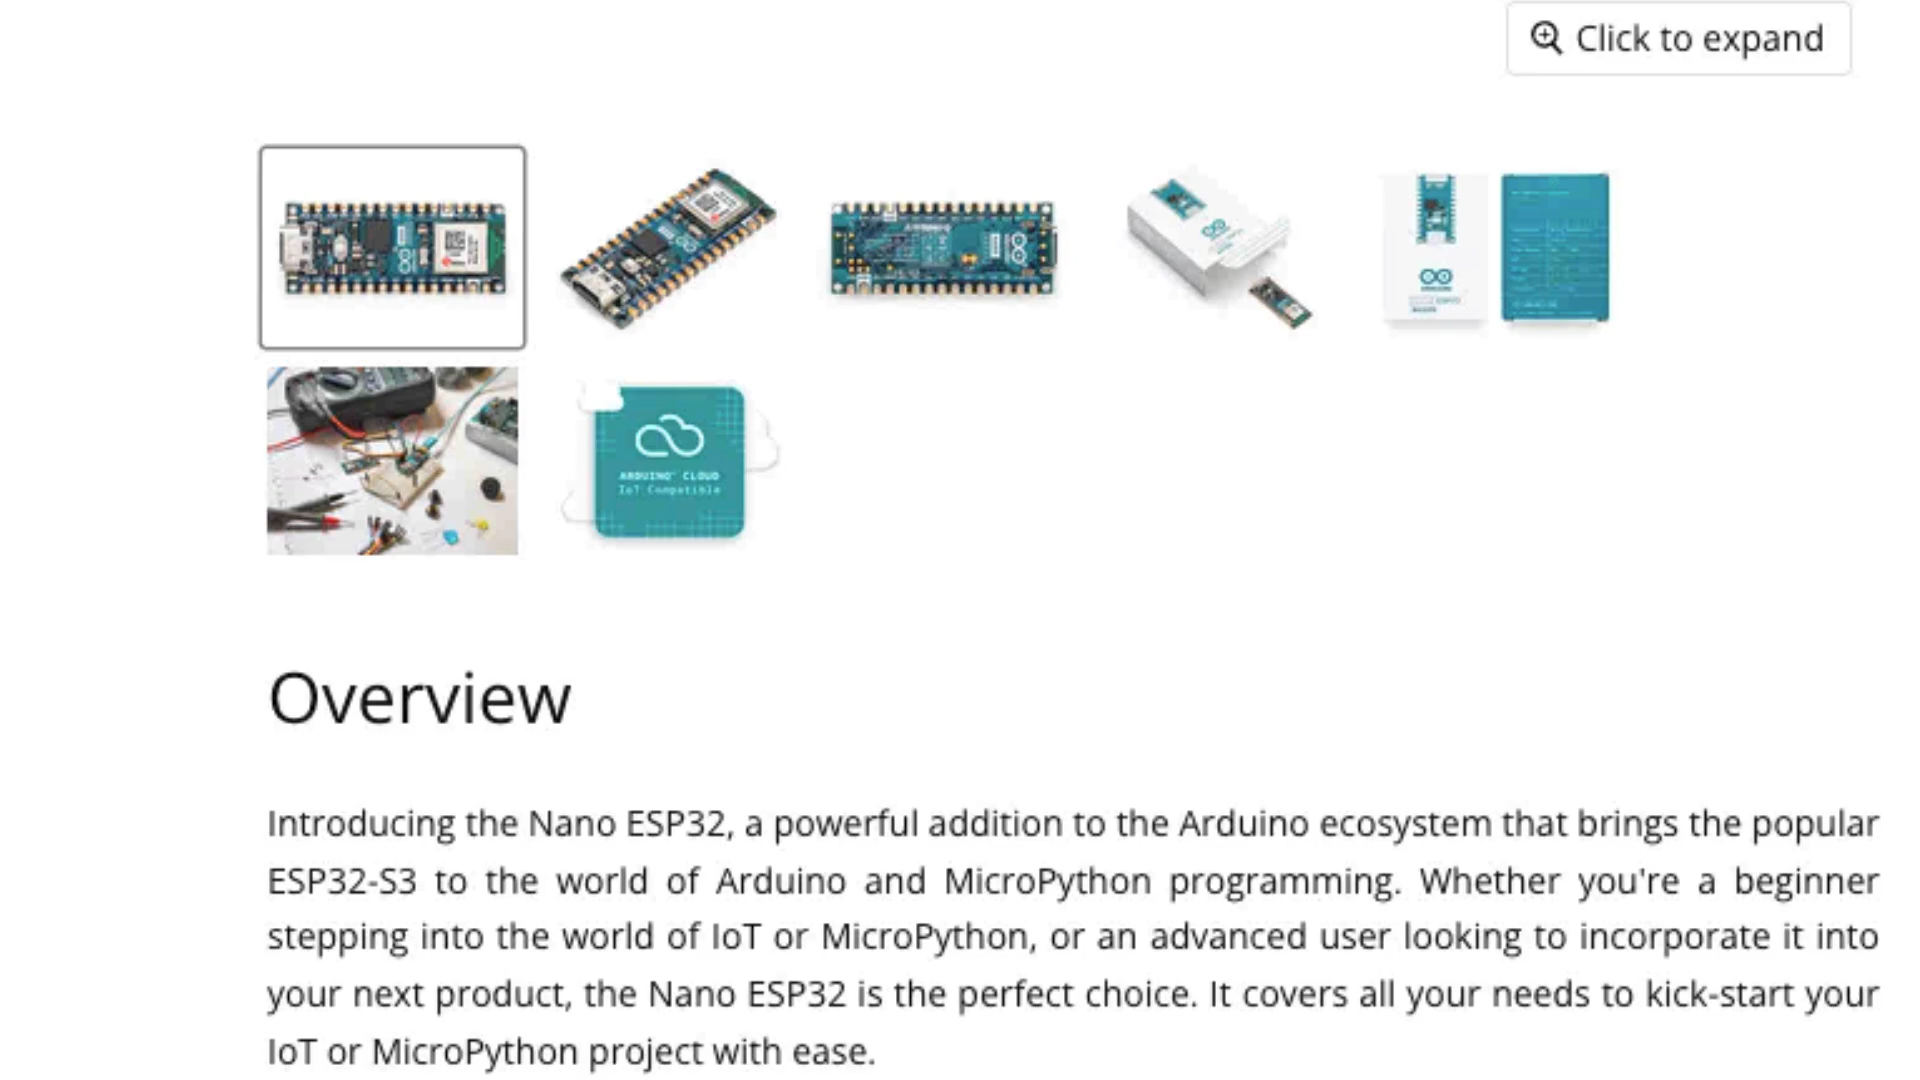 Click to expand
ARDUINO CLOUD
IoT Compatible
Overview
Introducing the Nano ESP32, a powerful addition to the Arduino ecosystem that brings the popular
ESP32-S3 to the world of Arduino and MicroPython programming. Whether you're a beginner
stepping into the world of IoT or MicroPython, or an advanced user looking to incorporate it into
your next product, the Nano ESP32 is the perfect choice. It covers all your needs to kick-start your
IoT or MicroPython project with ease.